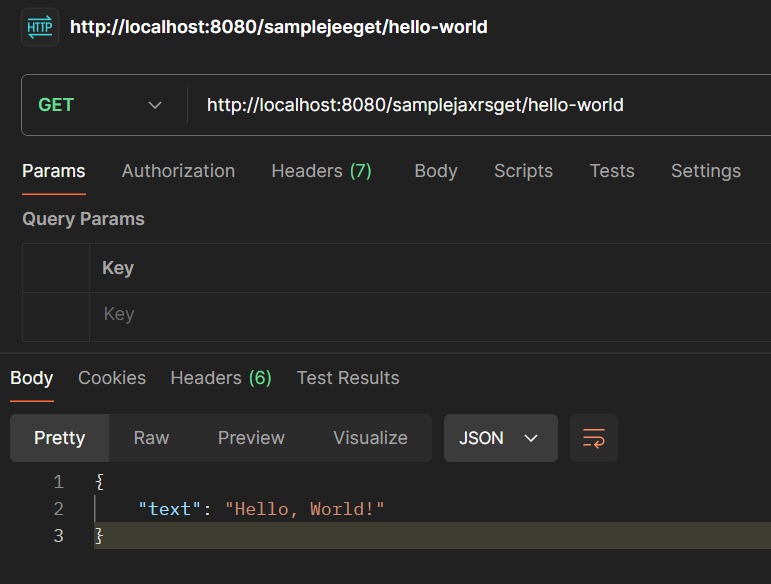 HTTP http://localhost:8080/samplejeeget/hello-world
GET http://localhost:8080/samplejaxrsget/hello-world
Params Authorization Headers (7) Body Scripts Tests Settings
Query Params
Key
Key
Body Cookies Headers (6) Test Results
Pretty Raw Preview Visualize JSON
1 {
2 "text": "Hello, World!"
3 }